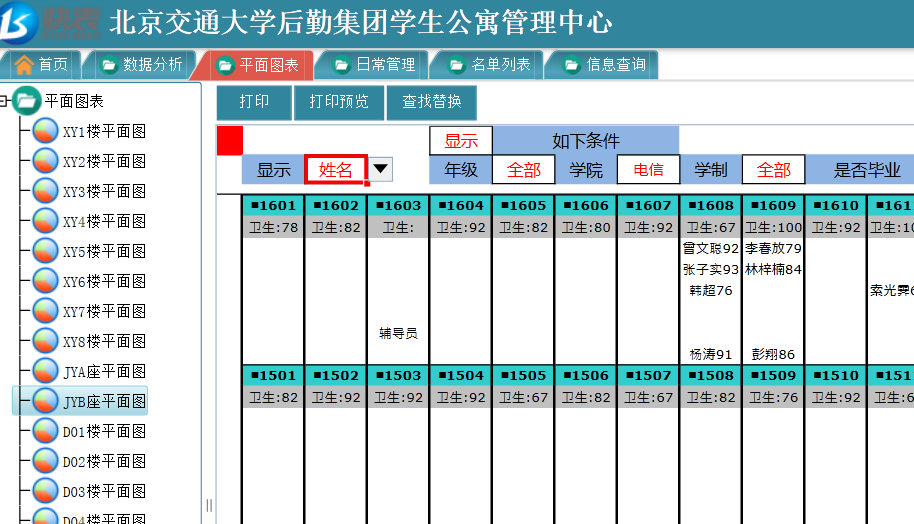 北京交通大学后勤集团学生公寓管理中心
首页 数据分析 平面图表 日常管理 名单列表 信息查询
平面图表
XY1楼平面图
XY2楼平面图
XY3楼平面图
XY4楼平面图
XY5楼平面图
XY6楼平面图
XY7楼平面图
XY8楼平面图
JYA座平面图
JYB座平面图
D01楼平面图
D02楼平面图
D03楼平面图
D04楼平面图
打印 打印预览 查找替换
显示 如下条件
显示 姓名 年级 全部 学院 电信 学制 全部 是否毕业
■1601 ■1602 ■1603 ■1604 ■1605 ■1606 ■1607 ■1608 ■1609 ■1610 ■161
卫生:78 卫生:82 卫生: 卫生:92 卫生:82 卫生:80 卫生:92 卫生:67 卫生:100 卫生:92 卫生:10
曾文聪92 李春放79
张子实93 林梓楠84
韩超76 索光霁6
辅导员
杨涛91 彭翔86
■1501 ■1502 ■1503 ■1504 ■1505 ■1506 ■1507 ■1508 ■1509 ■1510 ■151
卫生:82 卫生:92 卫生:92 卫生:92 卫生:67 卫生:82 卫生:67 卫生:82 卫生:76 卫生:92 卫生:6